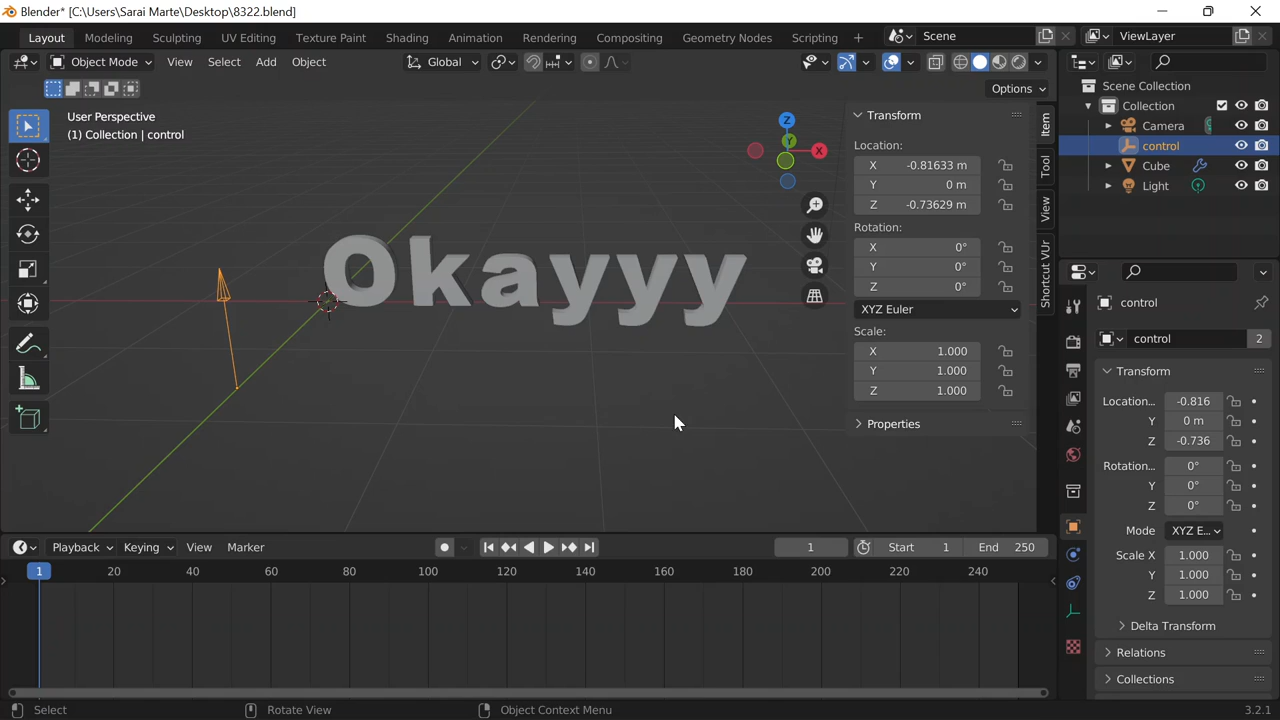 Blender* [C:\Users\Sarai Marte\Desktop\8322.blend]
Layout Modeling Sculpting UV Editing Texture Paint Shading Animation Rendering Compositing Geometry Nodes Scripting + Scene ViewLayer
Object Mode View Select Add Object Global
Options
User Perspective
(1) Collection | control
Z
Y
X
Okayyy
Transform
Location:
X -0.81633 m
Y 0 m
Z -0.73629 m
Rotation:
X 0°
Y 0°
Z 0°
XYZ Euler
Scale:
X 1.000
Y 1.000
Z 1.000
Properties
Item
Tool
View
Shortcut VUr
Scene Collection
Collection
Camera
control
Cube
Light
control
control 2
Transform
Location... -0.816
Y 0 m
Z -0.736
Rotation... 0°
Y 0°
Z 0°
Mode XYZ E...
Scale X 1.000
Y 1.000
Z 1.000
Delta Transform
Relations
Collections
Playback Keying View Marker 1 Start 1 End 250
1 20 40 60 80 100 120 140 160 180 200 220 240
Select Rotate View Object Context Menu 3.2.1